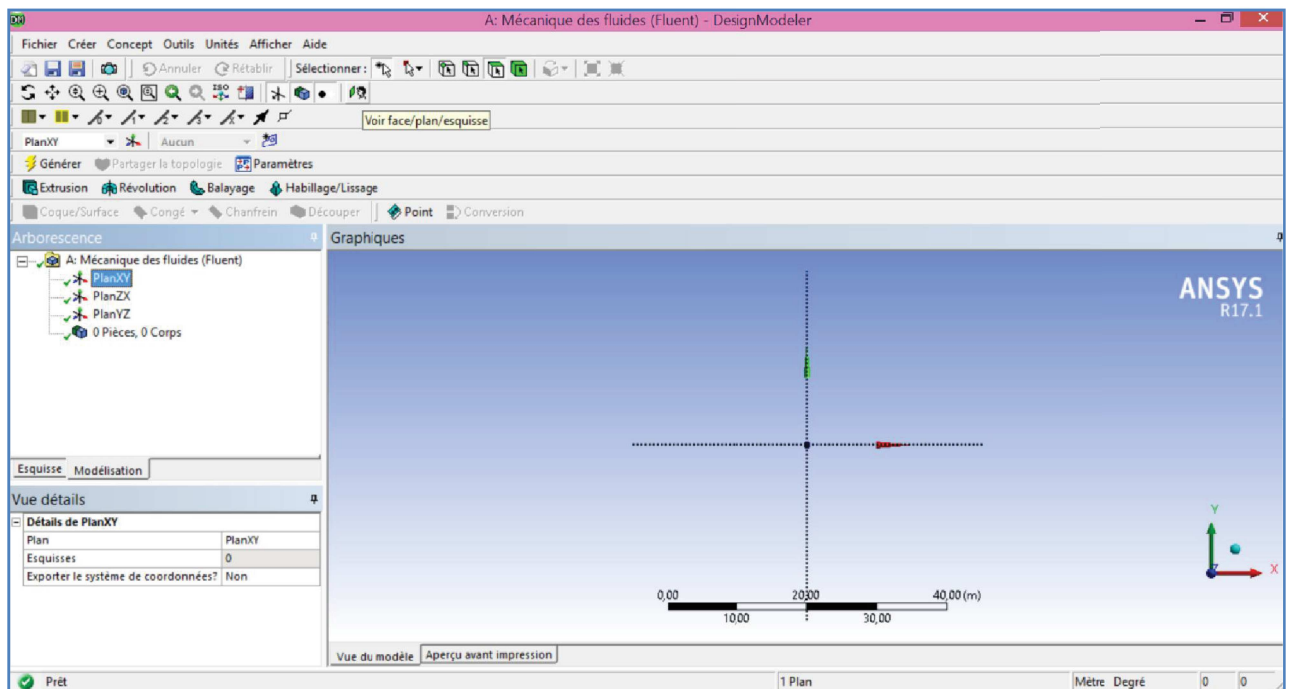 A: Mécanique des fluides (Fluent) - DesignModeler
Fichier Créer Concept Outils Unités Afficher Aide
Annuler Rétablir Sélectionner:
ISO
Voir face/plan/esquisse
PlanXY Aucun
Générer Partager la topologie Paramètres
Extrusion Révolution Balayage Habillage/Lissage
Coque/Surface Congé Chanfrein Découper Point Conversion
Arborescence
A: Mécanique des fluides (Fluent)
PlanXY
PlanZX
PlanYZ
0 Pièces, 0 Corps
Esquisse Modélisation
Vue détails
Détails de PlanXY
Plan PlanXY
Esquisses 0
Exporter le système de coordonnées? Non
Graphiques
ANSYS
R17.1
Y
X
0,00 20,00 40,00 (m)
10,00 30,00
Vue du modèle Aperçu avant impression
Prêt 1 Plan Mètre Degré 0 0